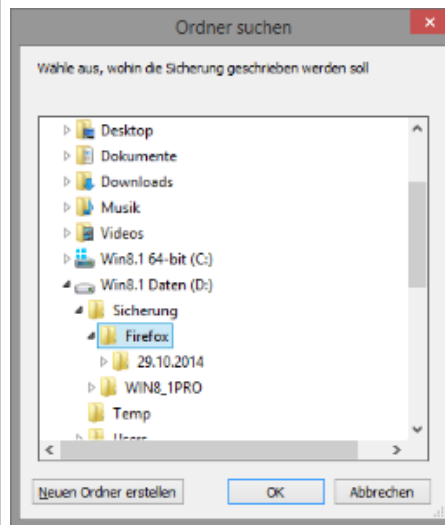 Ordner suchen
Wähle aus, wohin die Sicherung geschrieben werden soll
Desktop
Dokumente
Downloads
Musik
Videos
Win8.1 64-bit (C:)
Win8.1 Daten (D:)
Sicherung
Firefox
29.10.2014
WIN8_1PRO
Temp
Users
Neuen Ordner erstellen
OK
Abbrechen